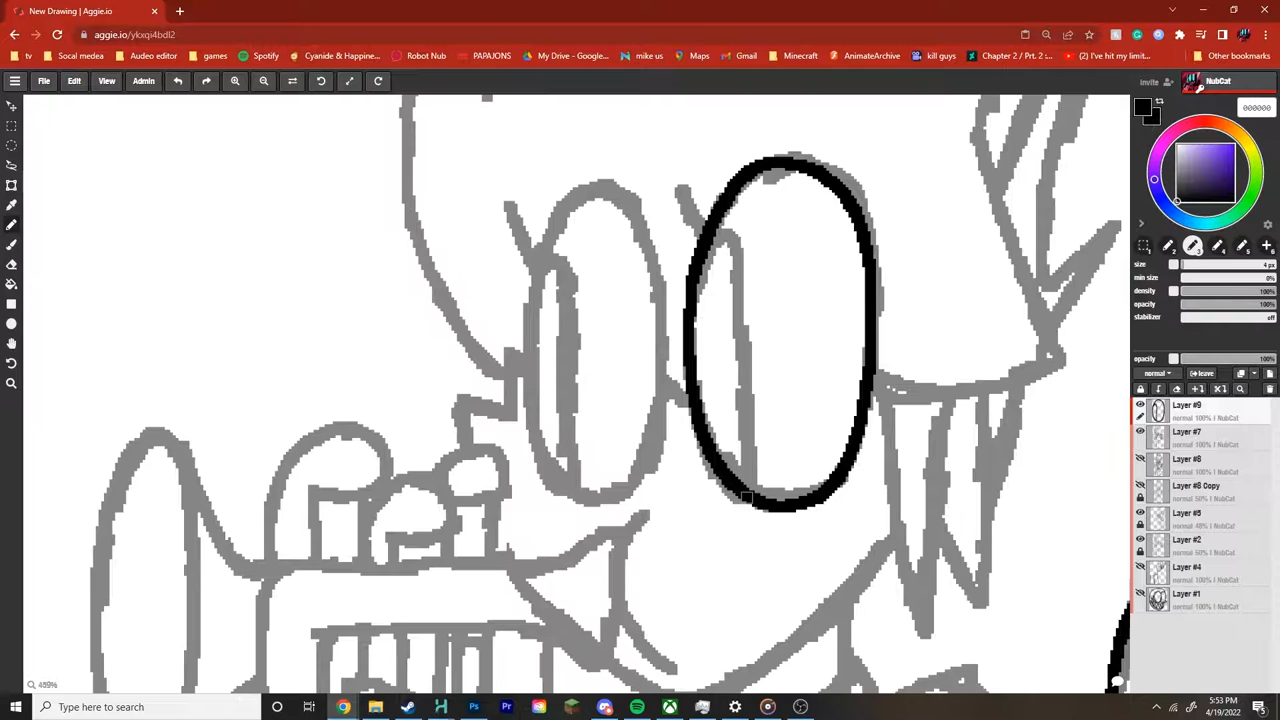 New Drawing | Aggie.io
aggie.io/ykxqi4bdl2
tv Socal medea Audeo editor games Spotify Cyanide & Happine... Robot Nub PAPAJONS My Drive - Googl... mike us Maps Gmail Minecraft AnimateArchive kill guys Chapter 2 / Prt. 2 :... (2) I've hit my limit... Other bookmarks
File Edit View Admin
Invite NubCat
000000
size 4 px
min size 0%
density 100%
opacity 100%
stabilizer off
opacity 100%
normal leave
Layer #9
normal 100% | NubCat
Layer #7
normal 100% | NubCat
Layer #8
normal 100% | NubCat
Layer #8 Copy
normal 50% | NubCat
Layer #5
normal 48% | NubCat
Layer #2
normal 50% | NubCat
Layer #4
normal 100% | NubCat
Layer #1
normal 100% | NubCat
459%
Type here to search
5:53 PM
4/19/2022